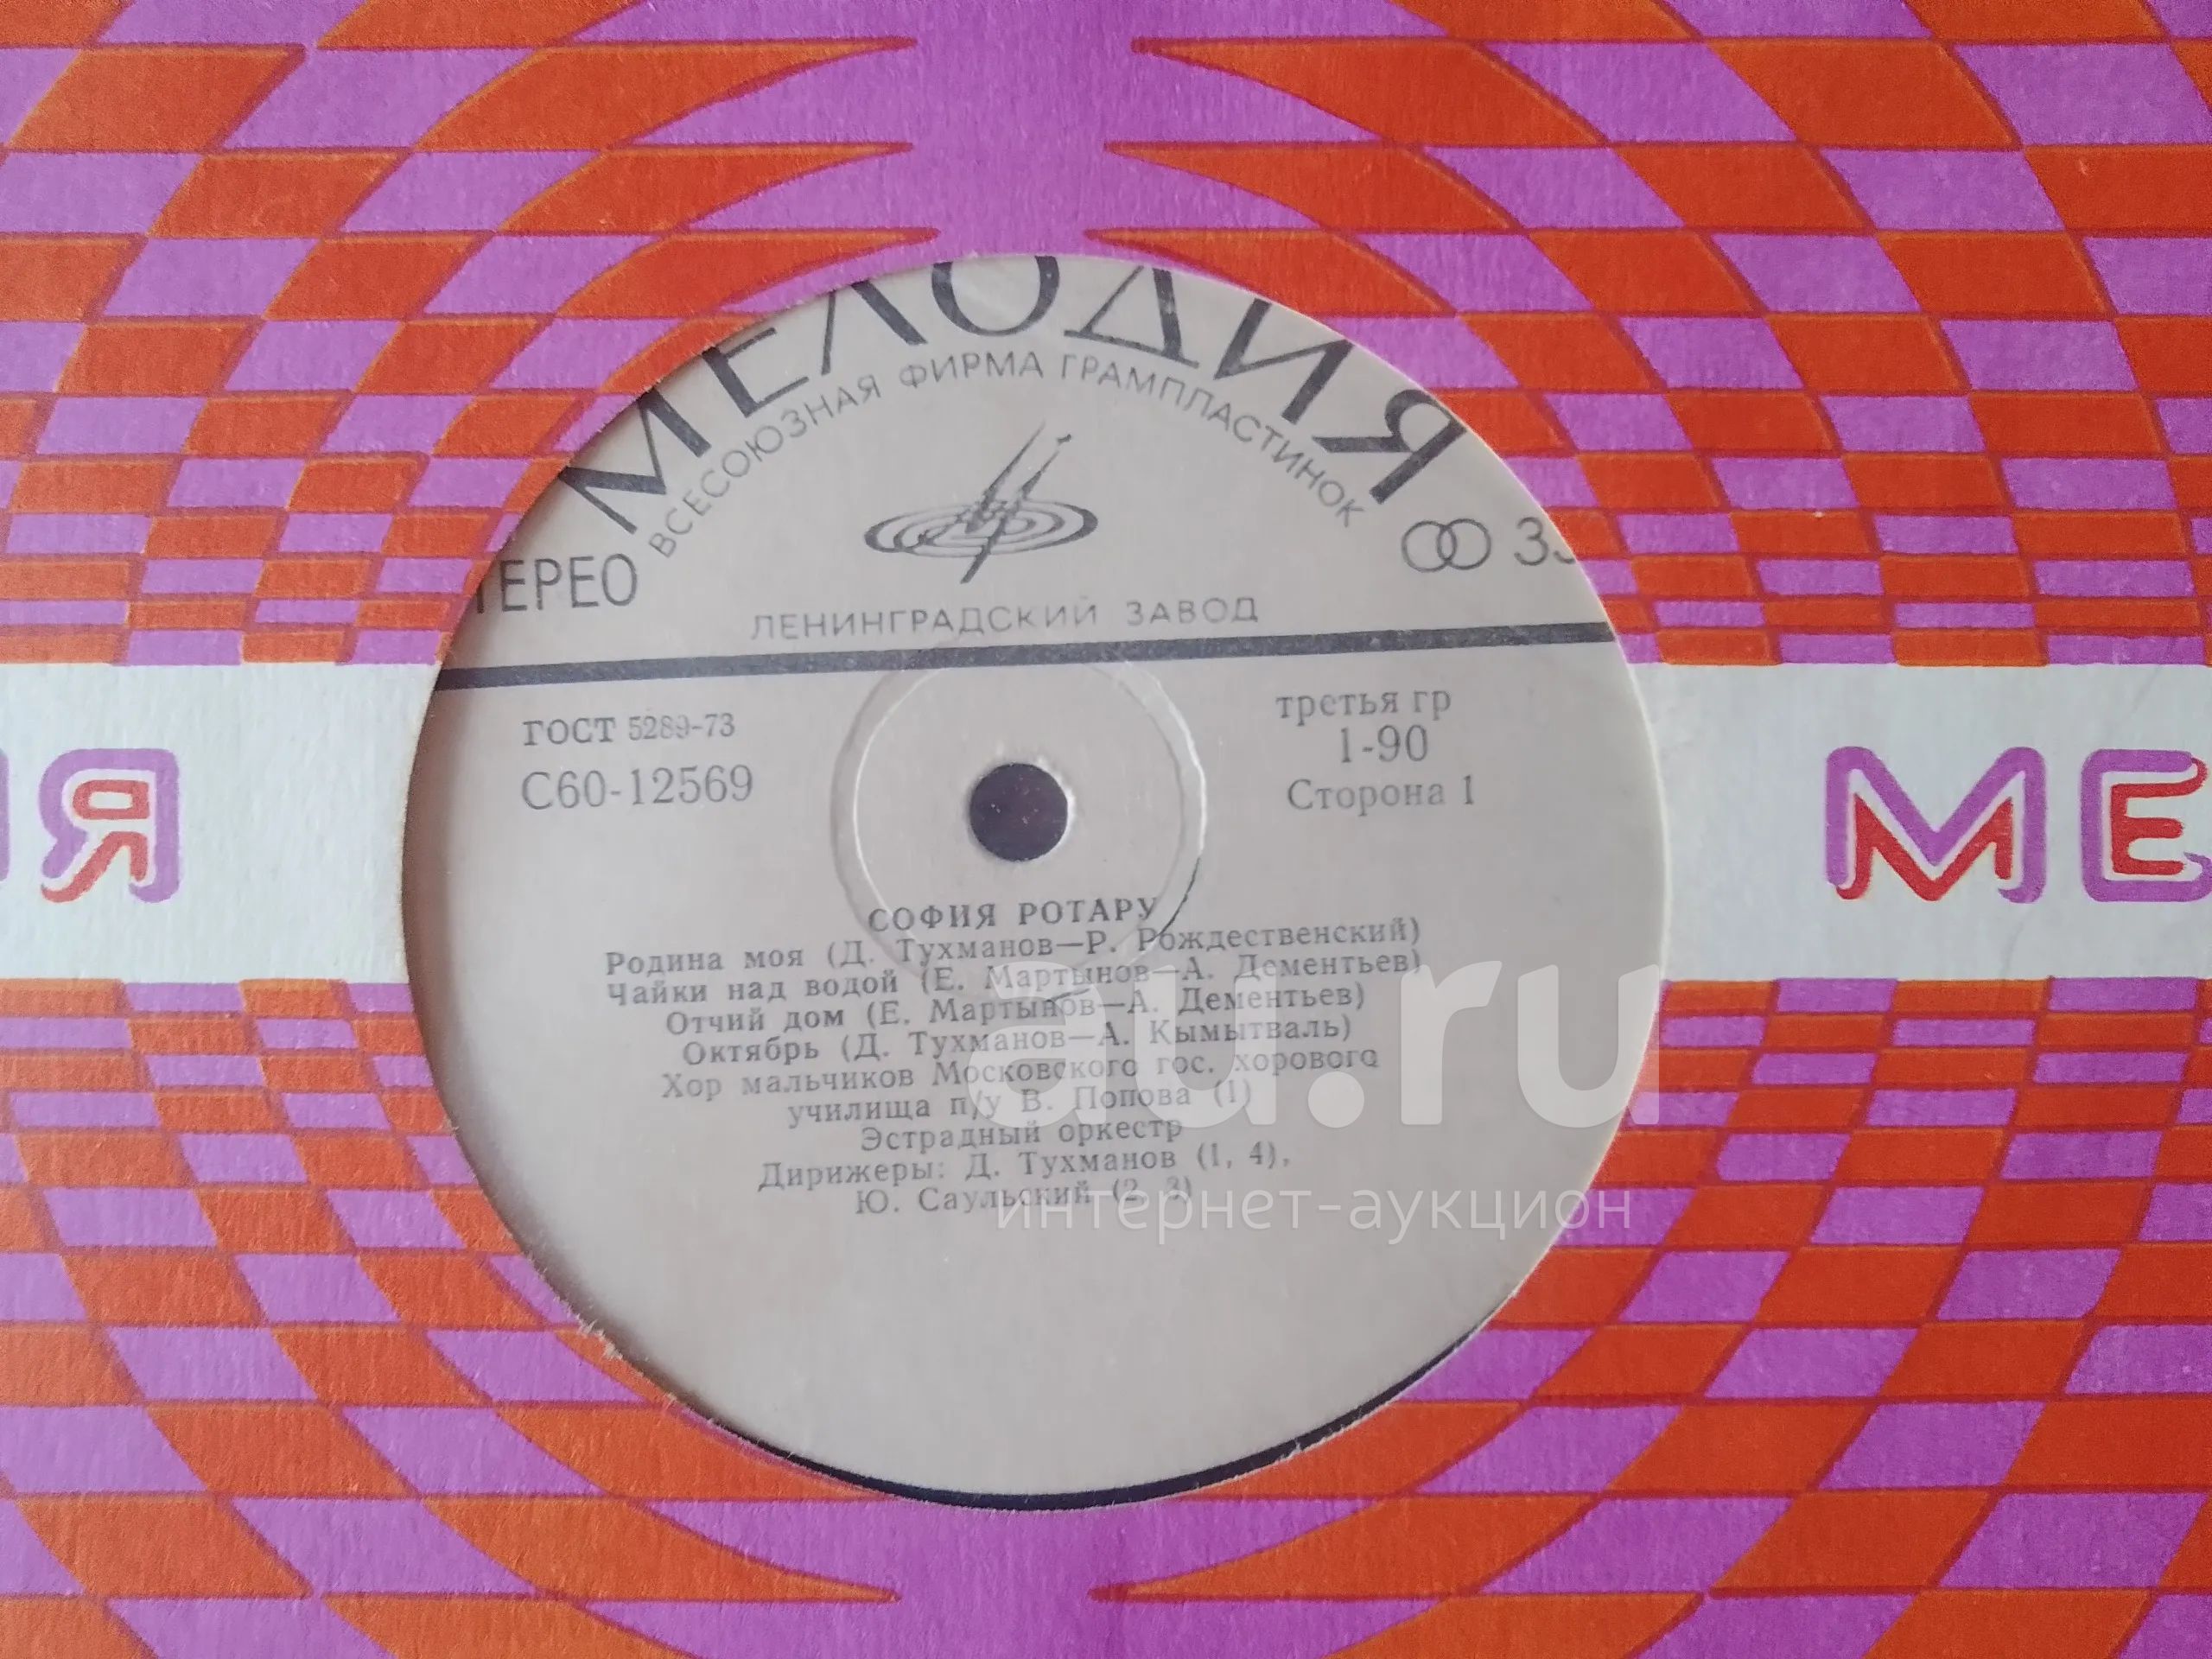 МЕЛОДИЯ
ВСЕСОЮЗНАЯ ФИРМА ГРАМПЛАСТИНОК
ТЕРЕО
33
ЛЕНИНГРАДСКИЙ ЗАВОД
ГОСТ 5289-73
С60-12569
третья гр
1-90
Сторона 1
Я
МЕ
СОФИЯ РОТАРУ
Родина моя (Д. Тухманов—Р. Рождественский)
Чайки над водой (Е. Мартынов—А. Дементьев)
Отчий дом (Е. Мартынов—А. Дементьев)
Октябрь (Д. Тухманов—А. Кымытваль)
Хор мальчиков Московского гос. хорового
училища п/у В. Попова (1)
Эстрадный оркестр
Дирижеры: Д. Тухманов (1, 4),
Ю. Саульский (2, 3)
au.ru
интернет-аукцион